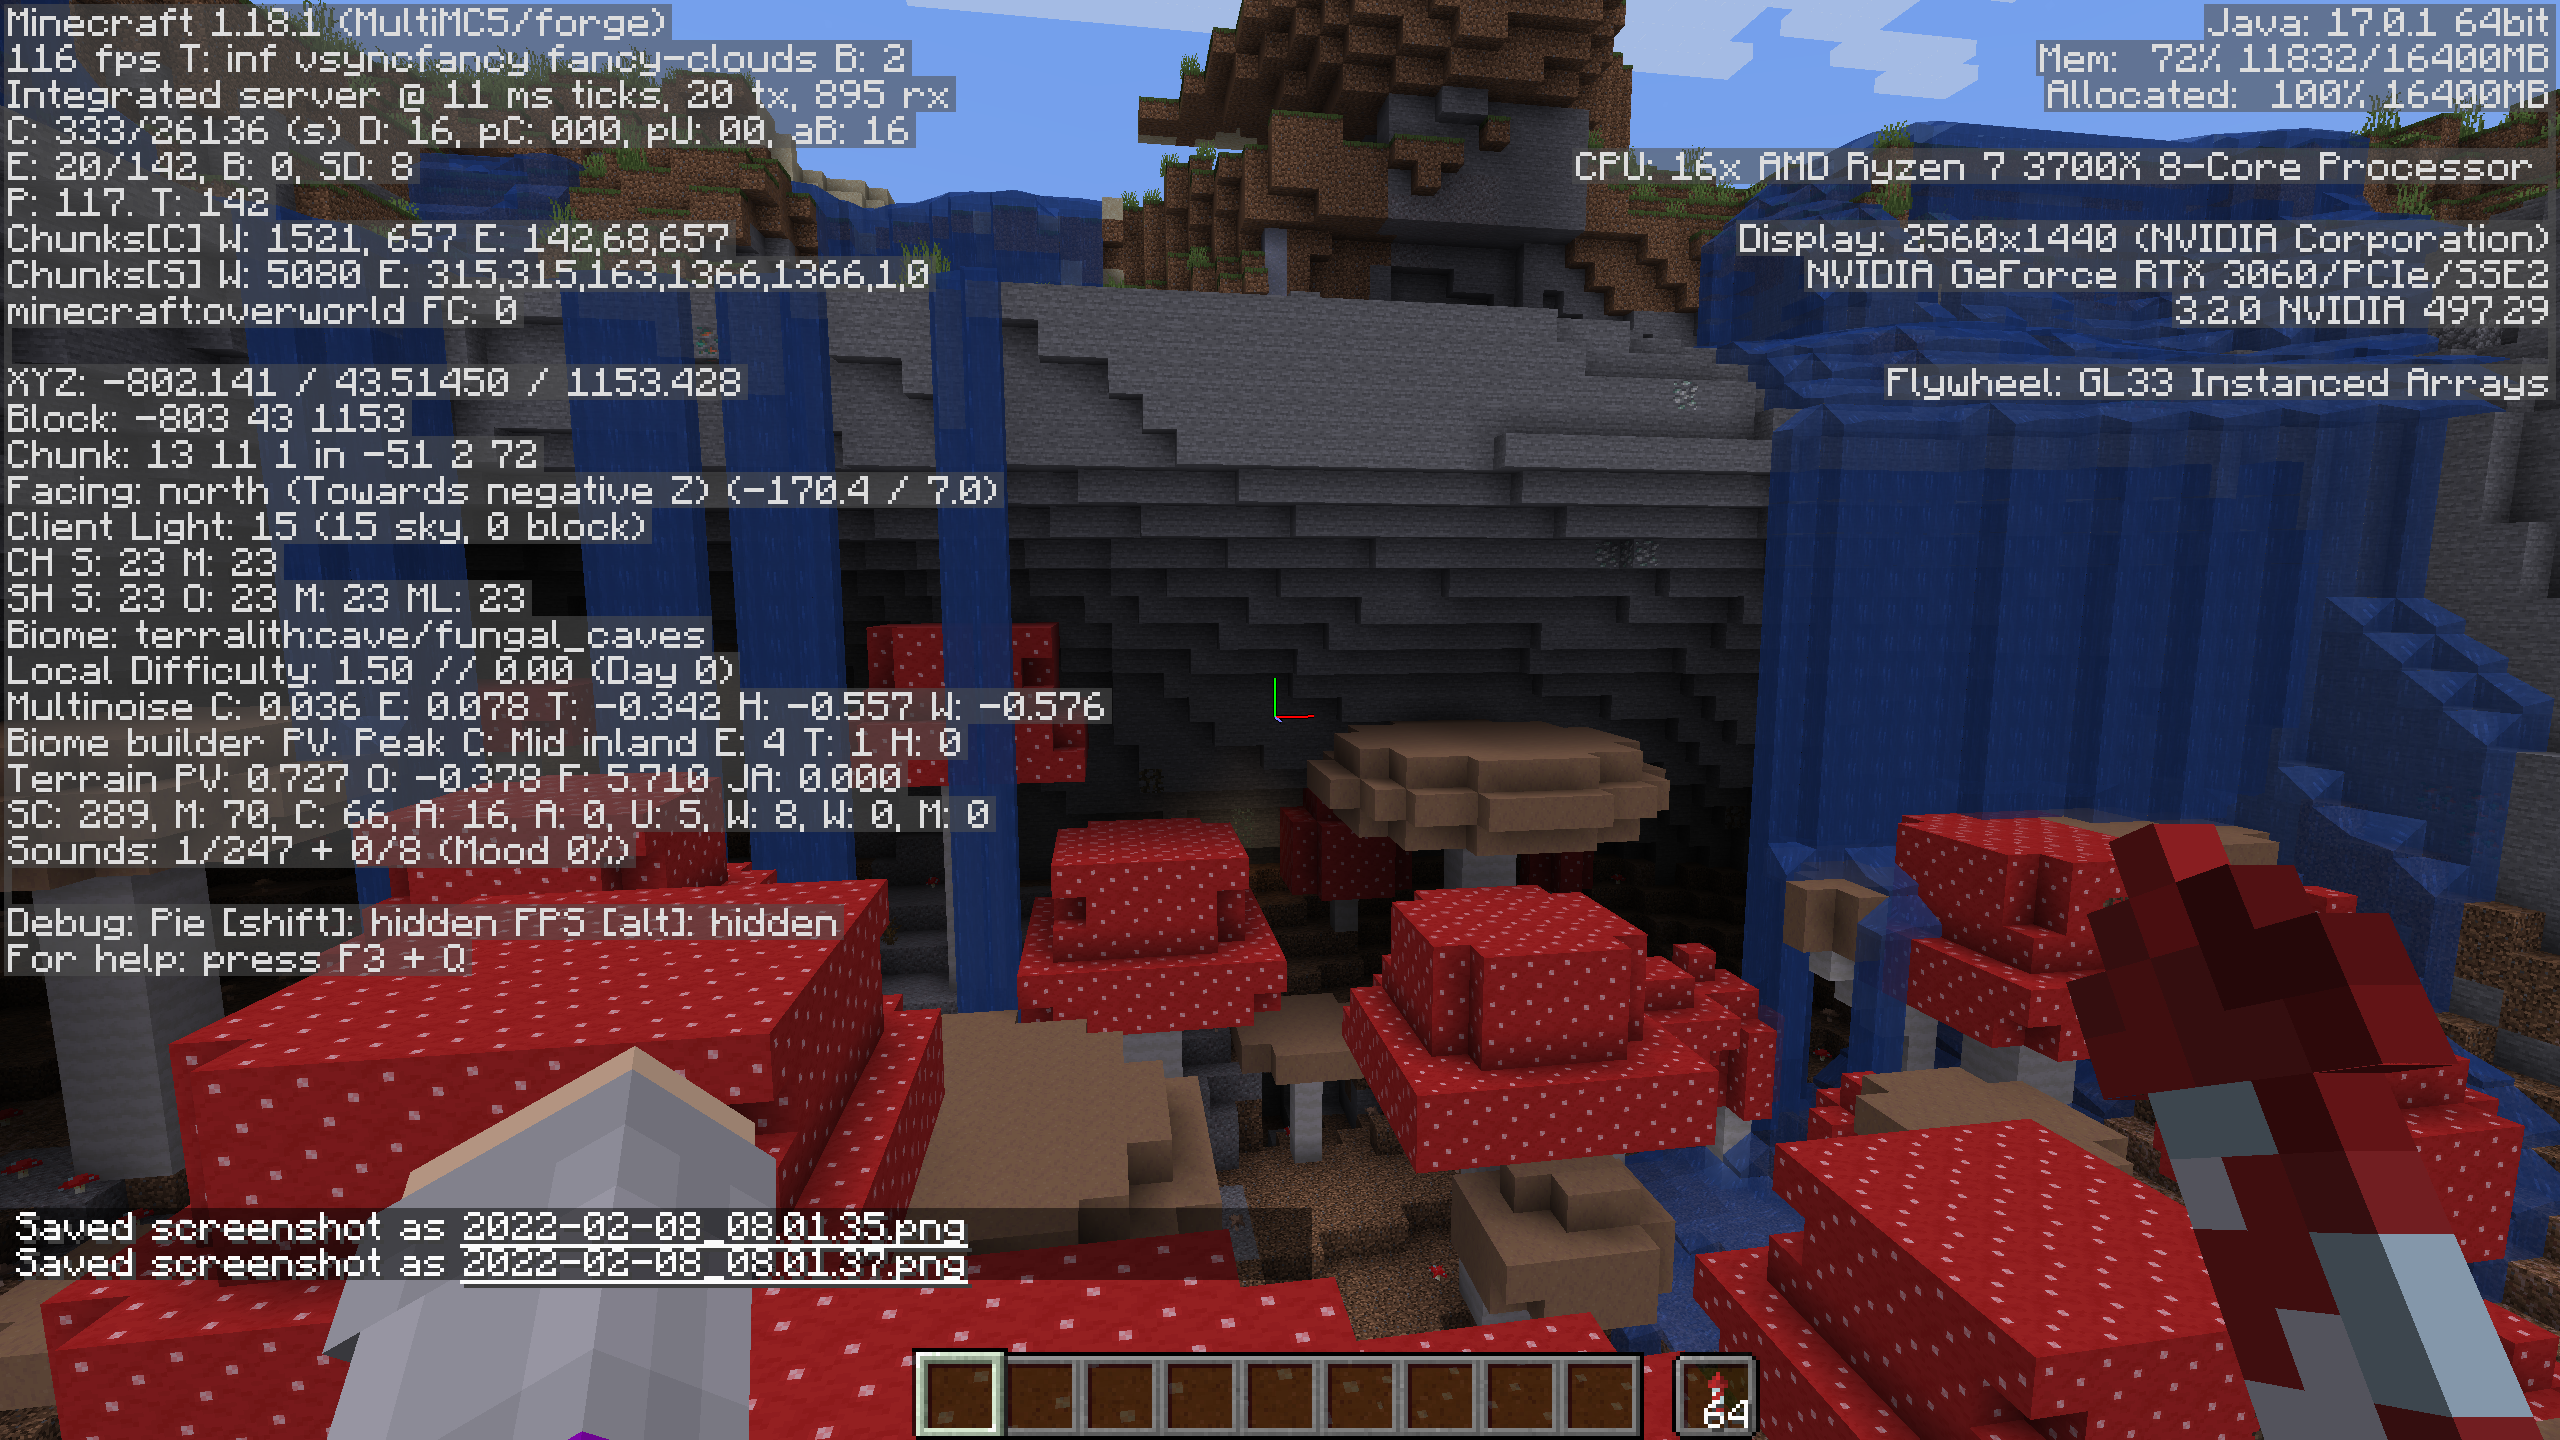 Minecraft 1.18.1 (MultiMC5/forge)
116 fps T: inf vsyncfancy fancy-clouds B: 2
Integrated server @ 11 ms ticks, 20 tx, 895 rx
C: 333/26136 (s) D: 16, pC: 000, pU: 00, aB: 16
E: 20/142, B: 0, SD: 8
P: 117. T: 142
Chunks[C] W: 1521, 657 E: 142,68,657
Chunks[S] W: 5080 E: 315,315,163,1366,1366,1,0
minecraft:overworld FC: 0
XYZ: -802.141 / 43.51450 / 1153.428
Block: -803 43 1153
Chunk: 13 11 1 in -51 2 72
Facing: north (Towards negative Z) (-170.4 / 7.0)
Client Light: 15 (15 sky, 0 block)
CH S: 23 M: 23
SH S: 23 O: 23 M: 23 ML: 23
Biome: terralith:cave/fungal_caves
Local Difficulty: 1.50 // 0.00 (Day 0)
Multinoise C: 0.036 E: 0.078 T: -0.342 H: -0.557 W: -0.576
Biome builder PV: Peak C: Mid inland E: 4 T: 1 H: 0
Terrain PV: 0.727 O: -0.378 F: 5.710 JA: 0.000
SC: 289, M: 70, C: 66, A: 16, A: 0, U: 5, W: 8, W: 0, M: 0
Sounds: 1/247 + 0/8 (Mood 0%)
Debug: Pie [shift]: hidden FPS [alt]: hidden
For help: press F3 + Q
Java: 17.0.1 64bit
Mem: 72% 11832/16400MB
Allocated: 100% 16400MB
CPU: 16x AMD Ryzen 7 3700X 8-Core Processor
Display: 2560x1440 (NVIDIA Corporation)
NVIDIA GeForce RTX 3060/PCIe/SSE2
3.2.0 NVIDIA 497.29
Flywheel: GL33 Instanced Arrays
Saved screenshot as 2022-02-08_08.01.35.png
Saved screenshot as 2022-02-08_08.01.37.png
64